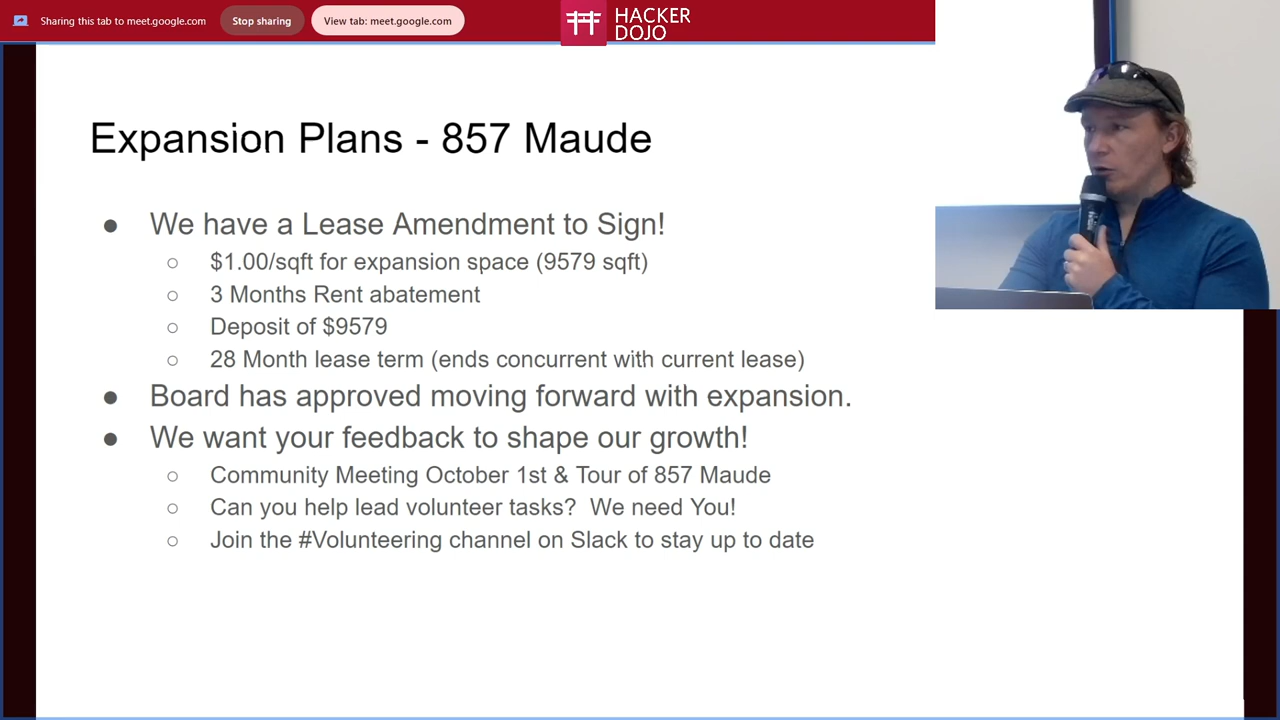 Sharing this tab to meet.google.com
Stop sharing
View tab: meet.google.com
HACKER
DOJO
Expansion Plans - 857 Maude
● We have a Lease Amendment to Sign!
○ $1.00/sqft for expansion space (9579 sqft)
○ 3 Months Rent abatement
○ Deposit of $9579
○ 28 Month lease term (ends concurrent with current lease)
● Board has approved moving forward with expansion.
● We want your feedback to shape our growth!
○ Community Meeting October 1st & Tour of 857 Maude
○ Can you help lead volunteer tasks?  We need You!
○ Join the #Volunteering channel on Slack to stay up to date